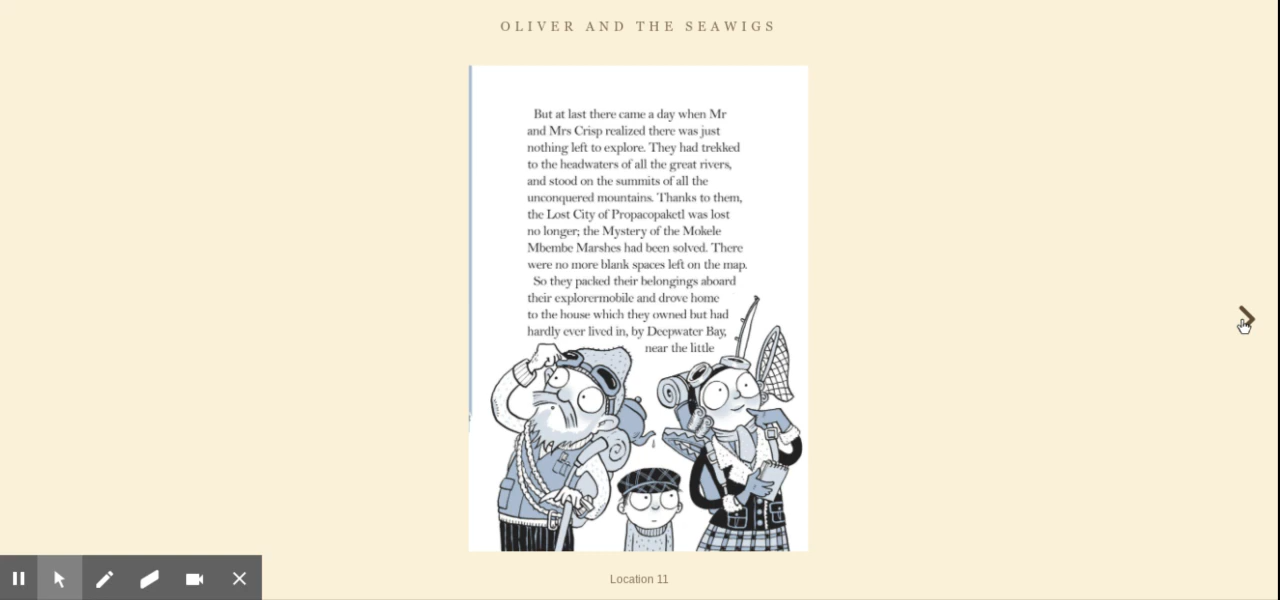 OLIVER AND THE SEAWIGS
But at last there came a day when Mr
and Mrs Crisp realized there was just
nothing left to explore. They had trekked
to the headwaters of all the great rivers,
and stood on the summits of all the
unconquered mountains. Thanks to them,
the Lost City of Propacopaketl was lost
no longer; the Mystery of the Mokele
Mbembe Marshes had been solved. There
were no more blank spaces left on the map.
So they packed their belongings aboard
their explorermobile and drove home
to the house which they owned but had
hardly ever lived in, by Deepwater Bay,
near the little
Location 11